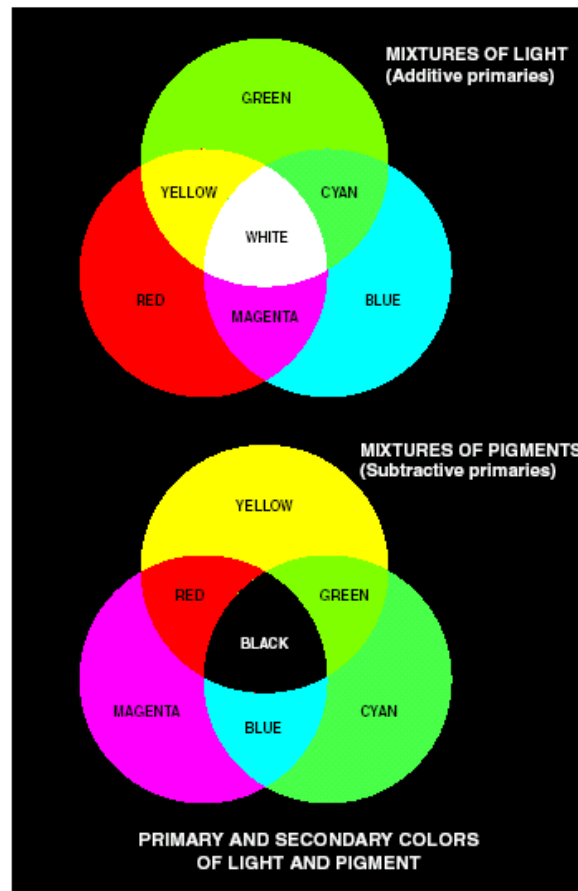 MIXTURES OF LIGHT
(Additive primaries)
GREEN
YELLOW
CYAN
WHITE
RED
BLUE
MAGENTA
MIXTURES OF PIGMENTS
(Subtractive primaries)
YELLOW
RED
GREEN
BLACK
MAGENTA
CYAN
BLUE
PRIMARY AND SECONDARY COLORS
OF LIGHT AND PIGMENT